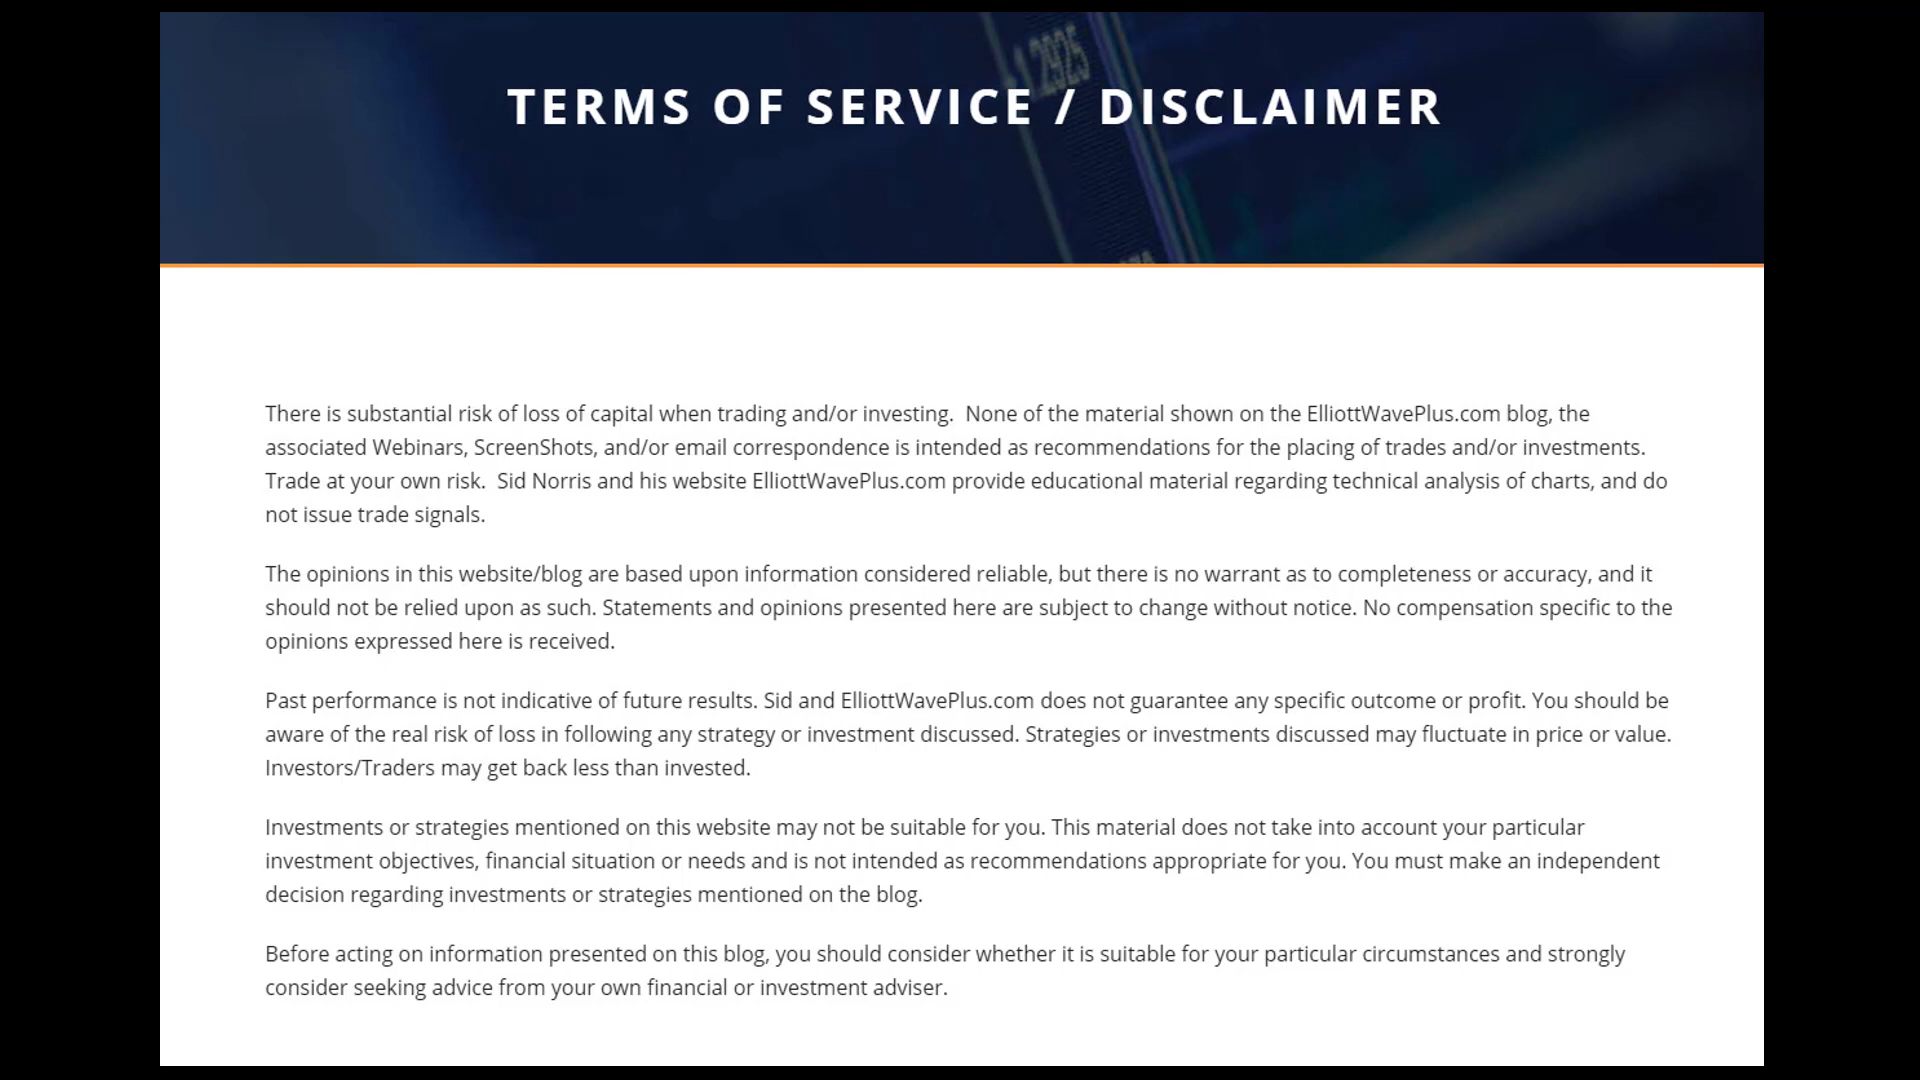 1.2925
TERMS OF SERVICE / DISCLAIMER
There is substantial risk of loss of capital when trading and/or investing.  None of the material shown on the ElliottWavePlus.com blog, the
associated Webinars, ScreenShots, and/or email correspondence is intended as recommendations for the placing of trades and/or investments.
Trade at your own risk.  Sid Norris and his website ElliottWavePlus.com provide educational material regarding technical analysis of charts, and do
not issue trade signals.
The opinions in this website/blog are based upon information considered reliable, but there is no warrant as to completeness or accuracy, and it
should not be relied upon as such. Statements and opinions presented here are subject to change without notice. No compensation specific to the
opinions expressed here is received.
Past performance is not indicative of future results. Sid and ElliottWavePlus.com does not guarantee any specific outcome or profit. You should be
aware of the real risk of loss in following any strategy or investment discussed. Strategies or investments discussed may fluctuate in price or value.
Investors/Traders may get back less than invested.
Investments or strategies mentioned on this website may not be suitable for you. This material does not take into account your particular
investment objectives, financial situation or needs and is not intended as recommendations appropriate for you. You must make an independent
decision regarding investments or strategies mentioned on the blog.
Before acting on information presented on this blog, you should consider whether it is suitable for your particular circumstances and strongly
consider seeking advice from your own financial or investment adviser.